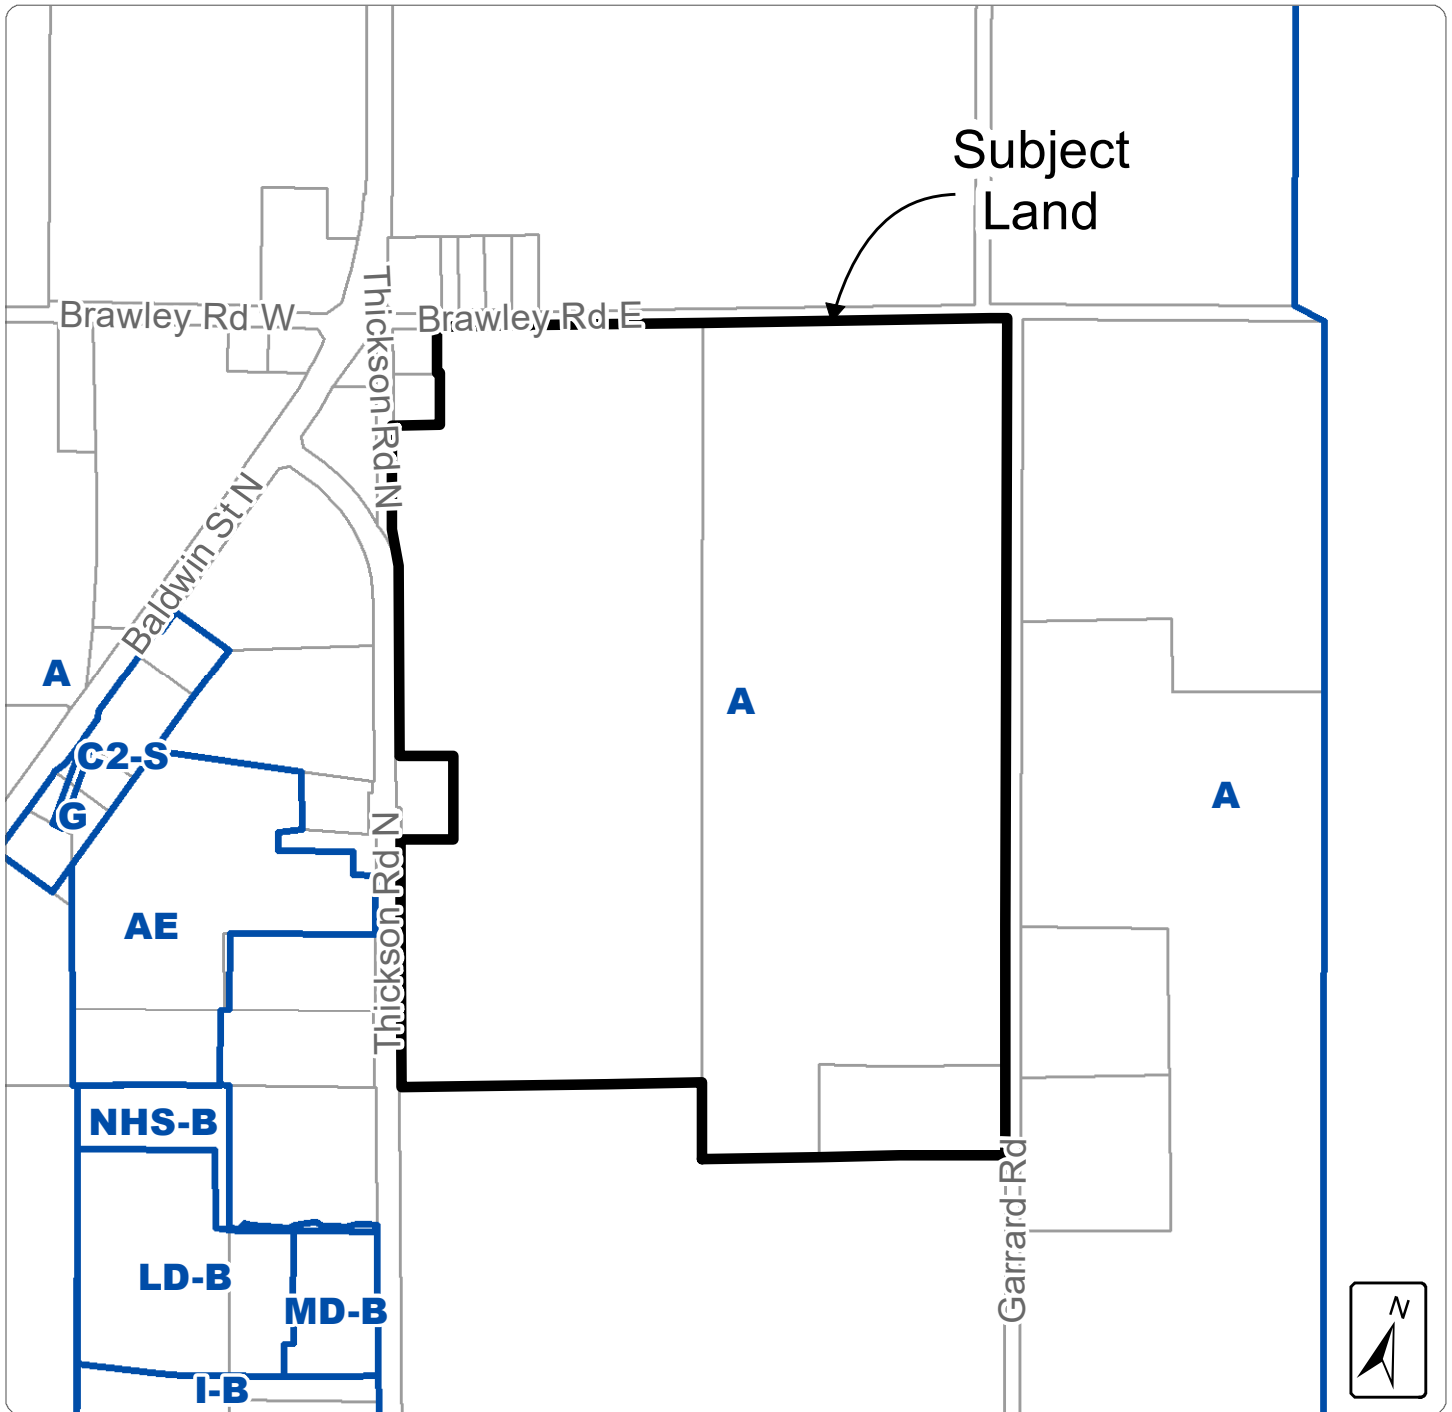 Subject
Land
Brawley Rd W
Brawley Rd E
Thickson Rd N
Baldwin St N
A
A
C2-S
A
G
Thickson Rd N
AE
NHS-B
Garrard Rd
LD-B
MD-B
I-B
N